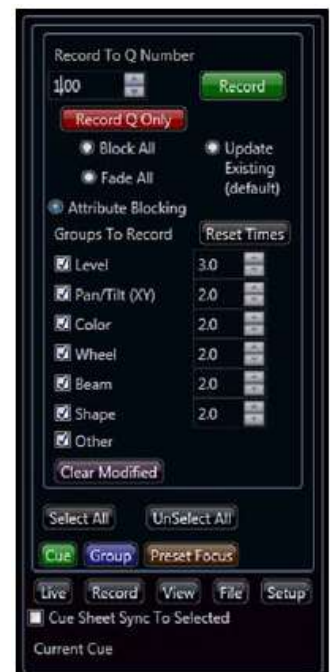 Record To Q Number
1.00 Record
Record Q Only
Block All Update
Existing
Fade All (default)
Attribute Blocking
Groups To Record Reset Times
Level 3.0
Pan/Tilt (XY) 2.0
Color 2.0
Wheel 2.0
Beam 2.0
Shape 2.0
Other
Clear Modified
Select All UnSelect All
Cue Group Preset Focus
Live Record View File Setup
Cue Sheet Sync To Selected
Current Cue